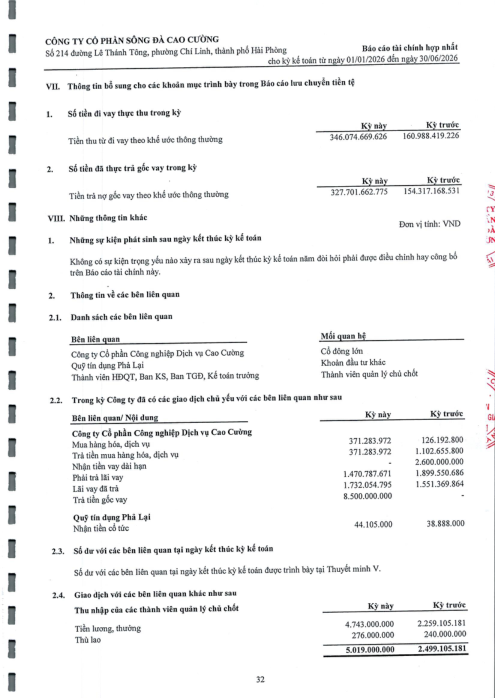 CÔNG TY CỔ PHẦN SÔNG ĐÀ CAO CƯỜNG
Số 214 đường Lê Thánh Tông, phường Chí Linh, thành phố Hải Phòng
Báo cáo tài chính hợp nhất
cho kỳ kế toán từ ngày 01/01/2026 đến ngày 30/06/2026
VII. Thông tin bổ sung cho các khoản mục trình bày trong Báo cáo lưu chuyển tiền tệ
1. Số tiền đi vay thực thu trong kỳ
Kỳ này Kỳ trước
Tiền thu từ đi vay theo khế ước thông thường 346.074.669.626 160.988.419.226
2. Số tiền đã thực trả gốc vay trong kỳ
Kỳ này Kỳ trước
Tiền trả nợ gốc vay theo khế ước thông thường 327.701.662.775 154.317.168.531
VIII. Những thông tin khác
Đơn vị tính: VND
1. Những sự kiện phát sinh sau ngày kết thúc kỳ kế toán
Không có sự kiện trọng yếu nào xảy ra sau ngày kết thúc kỳ kế toán năm đòi hỏi phải được điều chỉnh hay công bố
trên Báo cáo tài chính này.
2. Thông tin về các bên liên quan
2.1. Danh sách các bên liên quan
Bên liên quan Mối quan hệ
Công ty Cổ phần Công nghiệp Dịch vụ Cao Cường Cổ đông lớn
Quỹ tín dụng Phả Lại Khoản đầu tư khác
Thành viên HĐQT, Ban KS, Ban TGĐ, Kế toán trưởng Thành viên quản lý chủ chốt
2.2. Trong kỳ Công ty đã có các giao dịch chủ yếu với các bên liên quan như sau
Bên liên quan/ Nội dung Kỳ này Kỳ trước
Công ty Cổ phần Công nghiệp Dịch vụ Cao Cường
Mua hàng hóa, dịch vụ 371.283.972 126.192.800
Trả tiền mua hàng hóa, dịch vụ 371.283.972 1.102.655.800
Nhận tiền vay dài hạn - 2.600.000.000
Phải trả lãi vay 1.470.787.671 1.899.550.686
Lãi vay đã trả 1.732.054.795 1.551.369.864
Trả tiền gốc vay 8.500.000.000 -
Quỹ tín dụng Phả Lại
Nhận tiền cổ tức 44.105.000 38.888.000
2.3. Số dư với các bên liên quan tại ngày kết thúc kỳ kế toán
Số dư với các bên liên quan tại ngày kết thúc kỳ kế toán được trình bày tại Thuyết minh V.
2.4. Giao dịch với các bên liên quan khác như sau
Thu nhập của các thành viên quản lý chủ chốt Kỳ này Kỳ trước
Tiền lương, thưởng 4.743.000.000 2.259.105.181
Thù lao 276.000.000 240.000.000
5.019.000.000 2.499.105.181
32